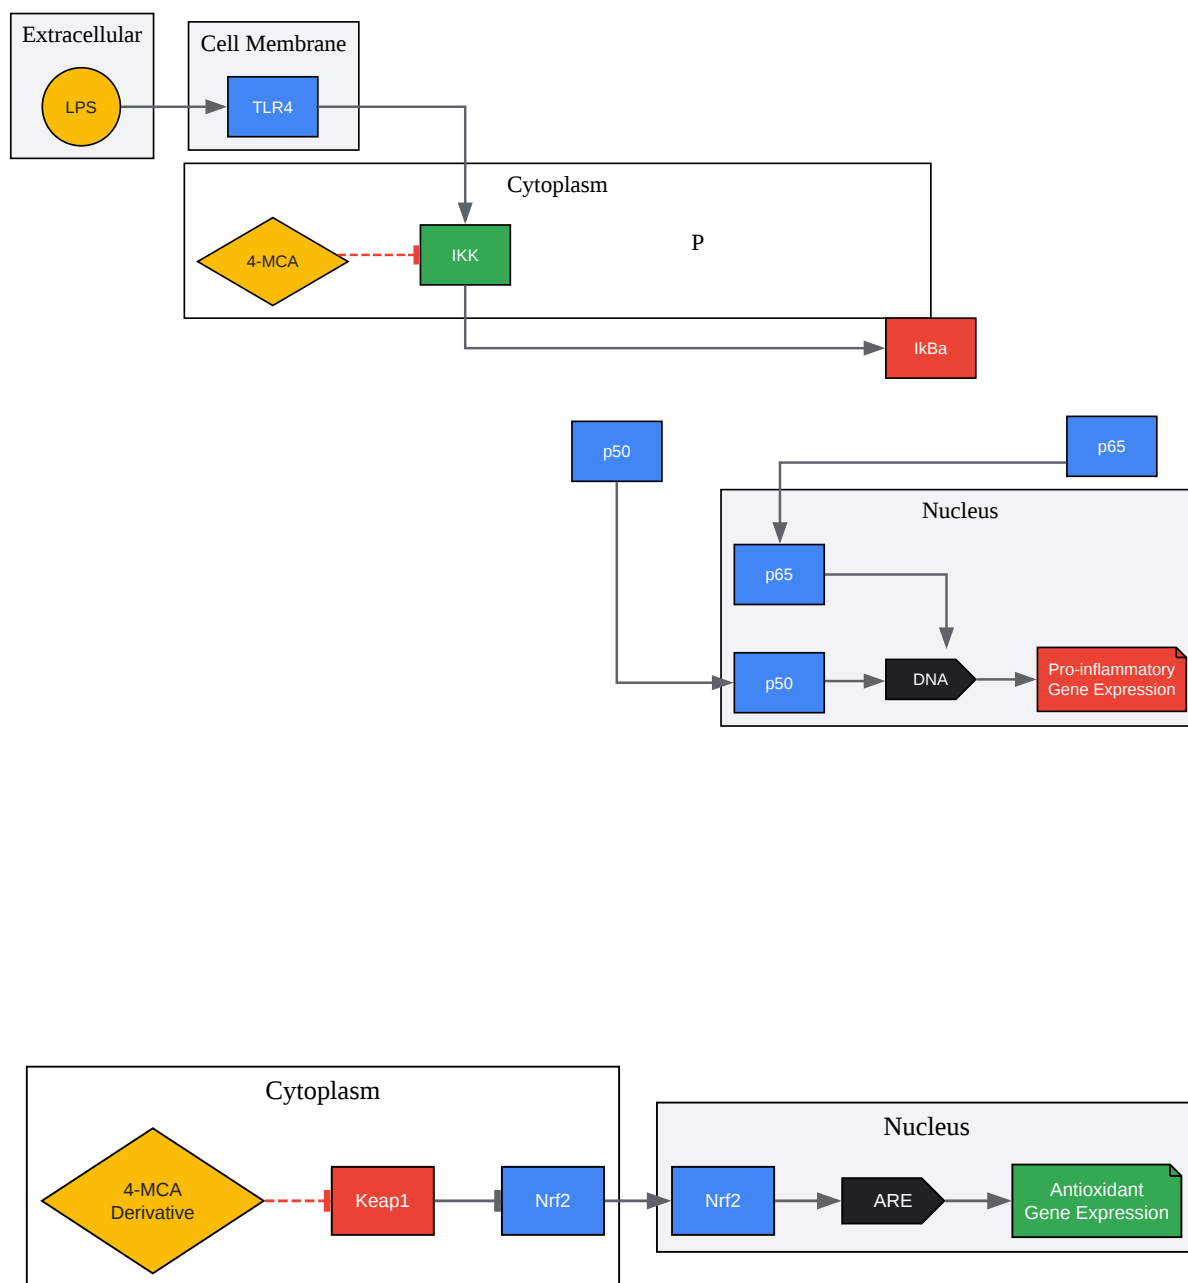 Extracellular
Cell Membrane
LPS
TLR4
Cytoplasm
P
4-MCA
IKK
IkBa
p50
p65
Nucleus
p65
p50
DNA
Pro-inflammatory
Gene Expression
Cytoplasm
Nucleus
4-MCA
Derivative
Keap1
Nrf2
Nrf2
ARE
Antioxidant
Gene Expression